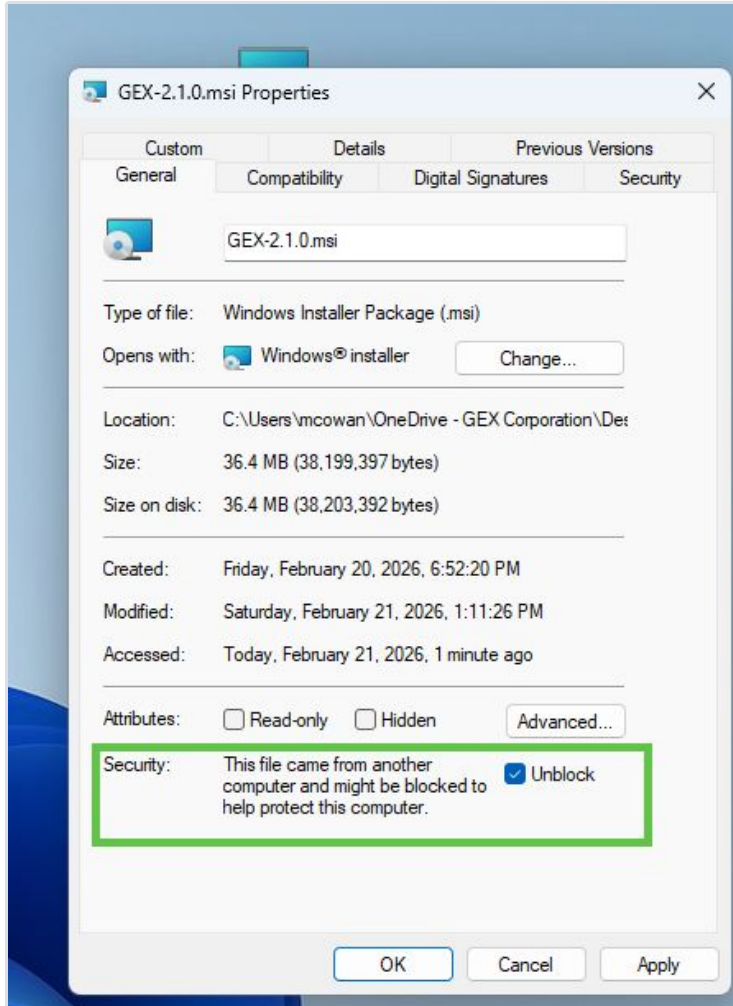 GEX-2.1.0.msi Properties
Custom Details Previous Versions
General Compatibility Digital Signatures Security
GEX-2.1.0.msi
Type of file: Windows Installer Package (.msi)
Opens with: Windows® installer Change...
Location: C:\Users\mcowan\OneDrive - GEX Corporation\Des
Size: 36.4 MB (38,199,397 bytes)
Size on disk: 36.4 MB (38,203,392 bytes)
Created: Friday, February 20, 2026, 6:52:20 PM
Modified: Saturday, February 21, 2026, 1:11:26 PM
Accessed: Today, February 21, 2026, 1 minute ago
Attributes: Read-only Hidden Advanced...
Security: This file came from another
computer and might be blocked to
help protect this computer.
Unblock
OK Cancel Apply